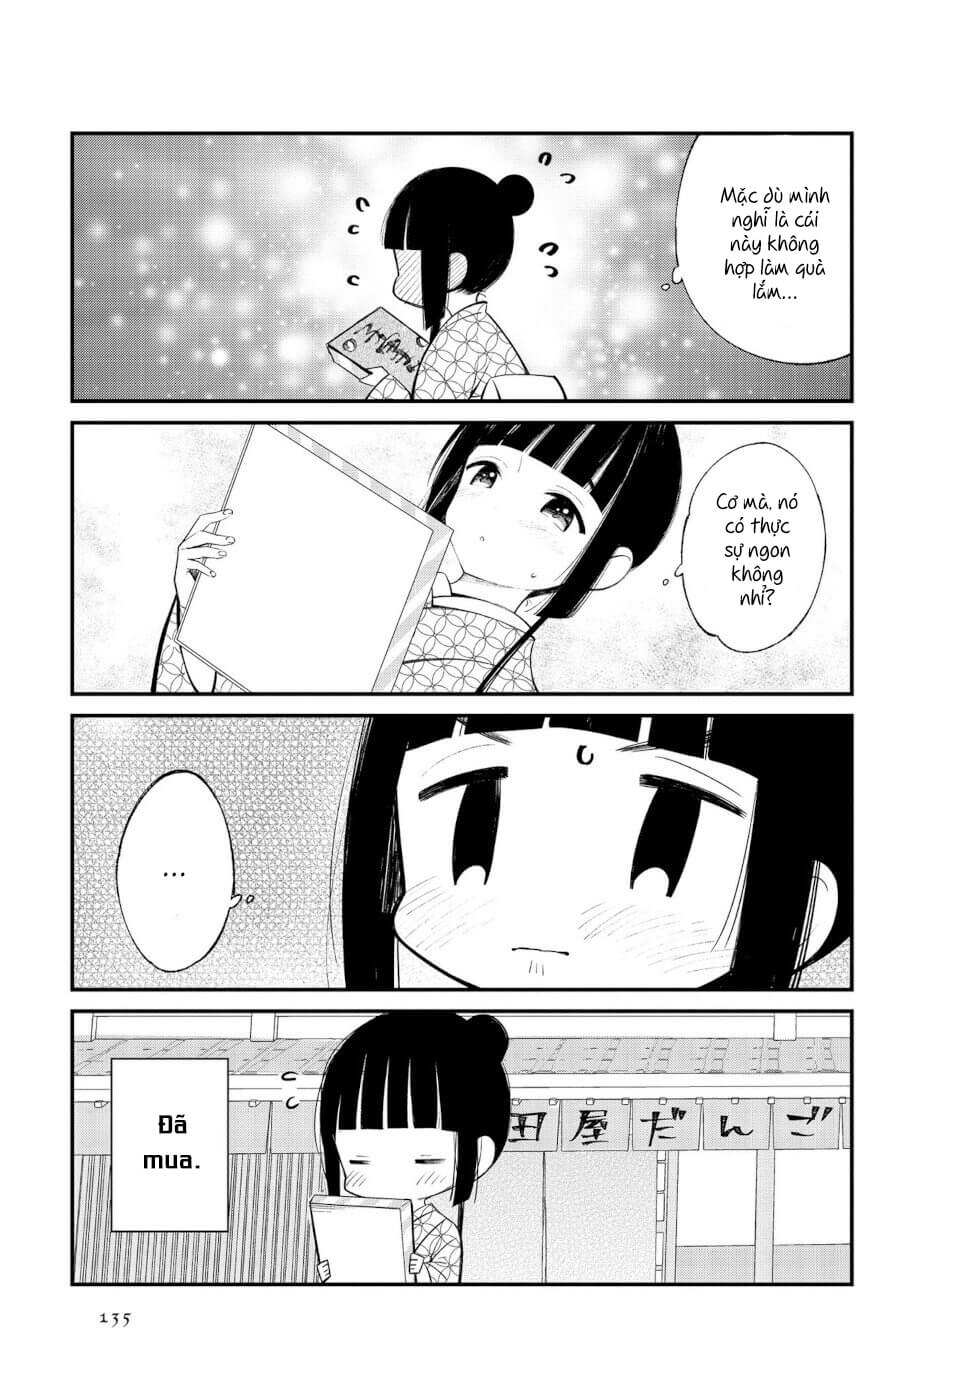 Mặc dù mình
nghĩ là cái
này không
hợp làm quà
lắm...
Cơ mà, nó
có thực
sự ngon
không
nhỉ?
...
Đã
mua.
田屋だんご
135